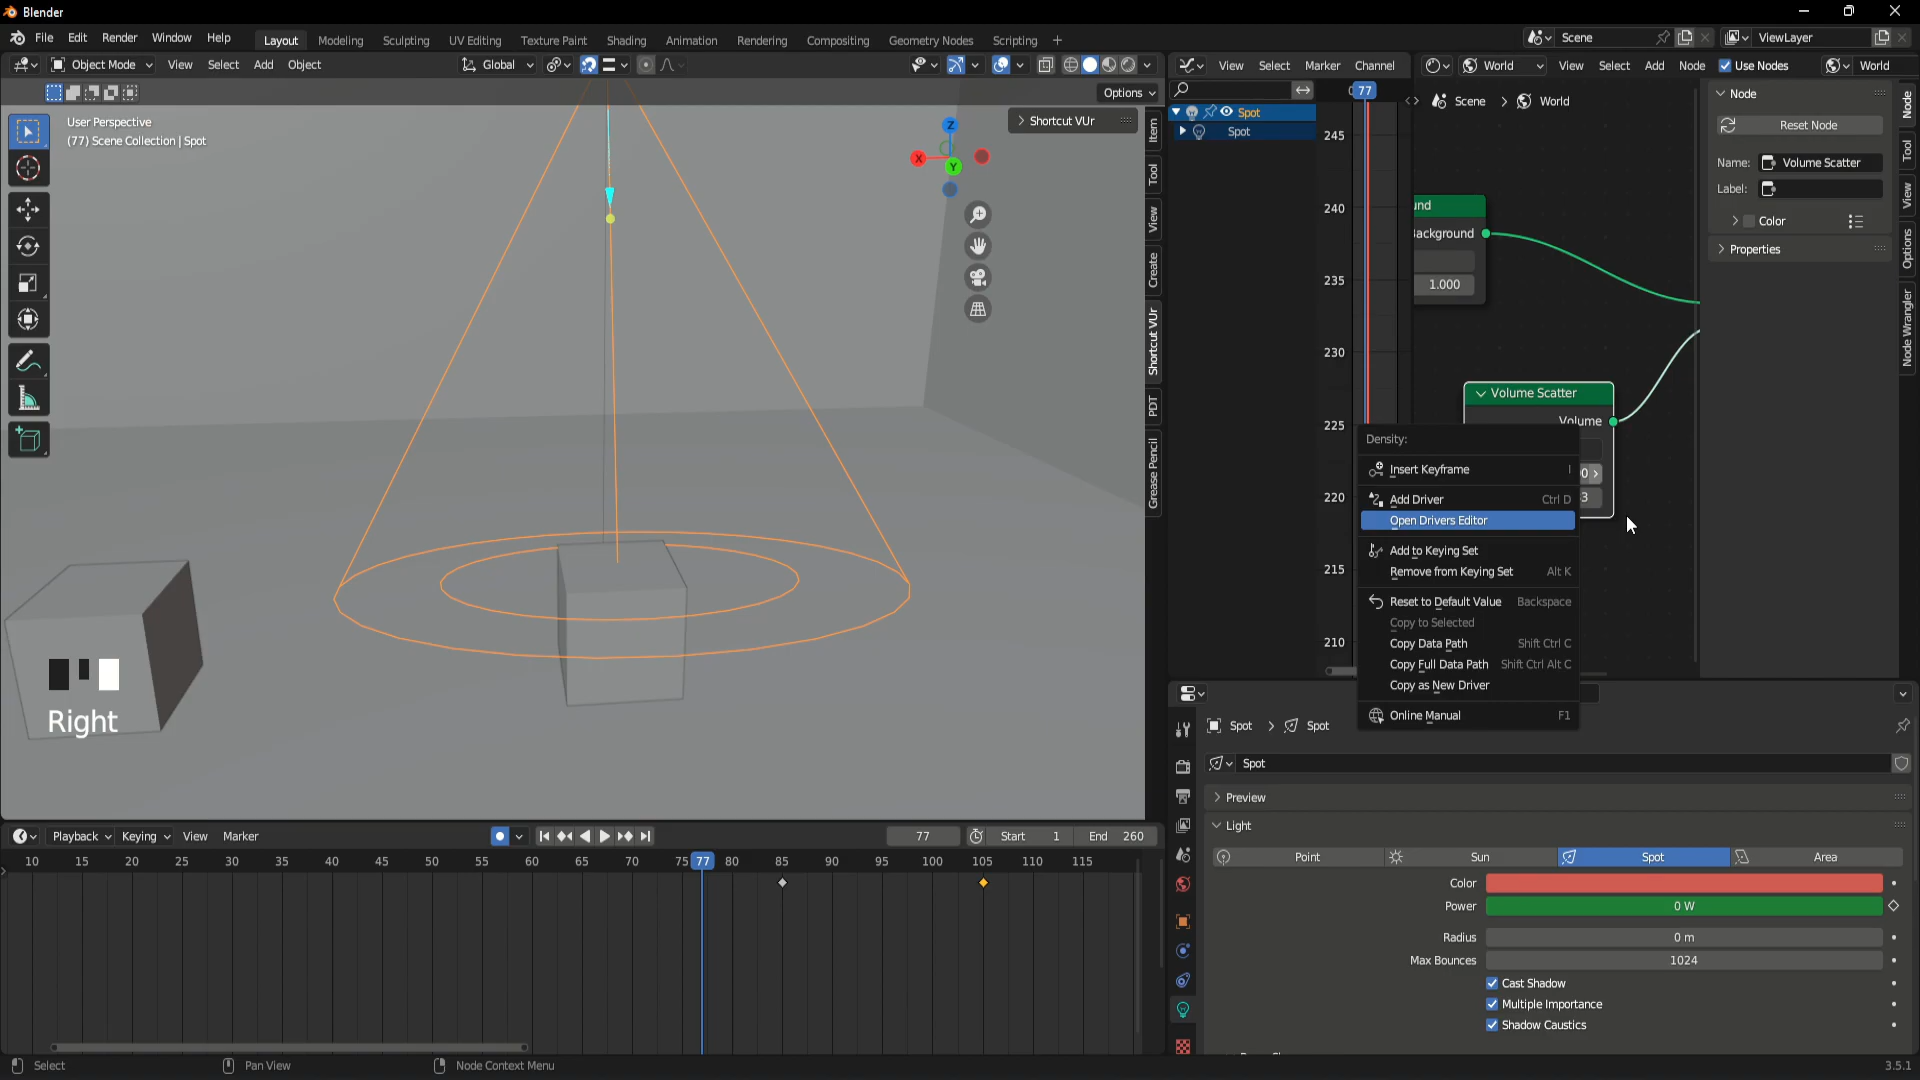 Blender
File Edit Render Window Help
Layout Modeling Sculpting UV Editing Texture Paint Shading Animation Rendering Compositing Geometry Nodes Scripting +
Scene
ViewLayer
Object Mode View Select Add Object
Global
Options
User Perspective
(77) Scene Collection | Spot
Shortcut VUr
Z
X
Y
Item
Tool
View
Create
Shortcut VUr
PDT
Grease Pencil
Right
View Select Marker Channel
77
Spot
Spot
245
240
235
230
225
220
215
210
World View Select Add Node Use Nodes World
Scene > World
und
Background
1.000
Volume Scatter
Volume
Density:
Insert Keyframe I
Add Driver Ctrl D
Open Drivers Editor
Add to Keying Set
Remove from Keying Set Alt K
Reset to Default Value Backspace
Copy to Selected
Copy Data Path Shift Ctrl C
Copy Full Data Path Shift Ctrl Alt C
Copy as New Driver
Online Manual F1
Node
Reset Node
Name: Volume Scatter
Label:
Color
Properties
Node
Tool
View
Options
Node Wrangler
Spot > Spot
Spot
Preview
Light
Point Sun Spot Area
Color
Power 0 W
Radius 0 m
Max Bounces 1024
Cast Shadow
Multiple Importance
Shadow Caustics
Playback Keying View Marker
77 Start 1 End 260
10 15 20 25 30 35 40 45 50 55 60 65 70 75 77 80 85 90 95 100 105 110 115
Select Pan View Node Context Menu
3.5.1